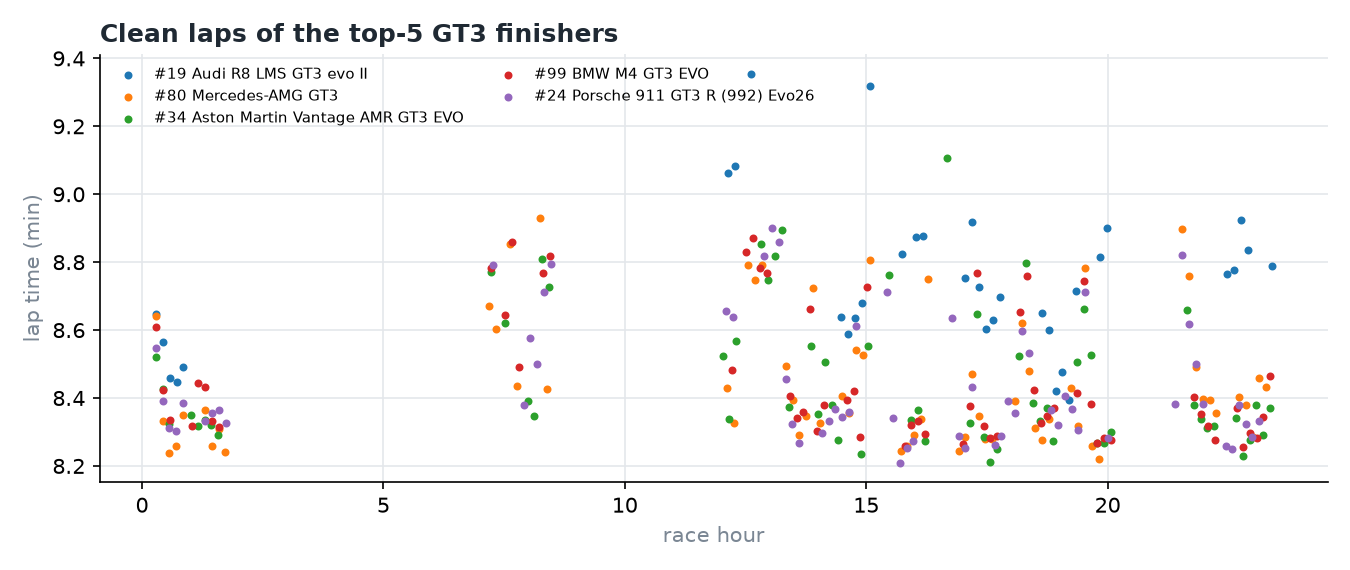 Clean laps of the top-5 GT3 finishers
#19 Audi R8 LMS GT3 evo II
#80 Mercedes-AMG GT3
#34 Aston Martin Vantage AMR GT3 EVO
#99 BMW M4 GT3 EVO
#24 Porsche 911 GT3 R (992) Evo26
lap time (min)
9.4
9.2
9.0
8.8
8.6
8.4
8.2
0 5 10 15 20
race hour